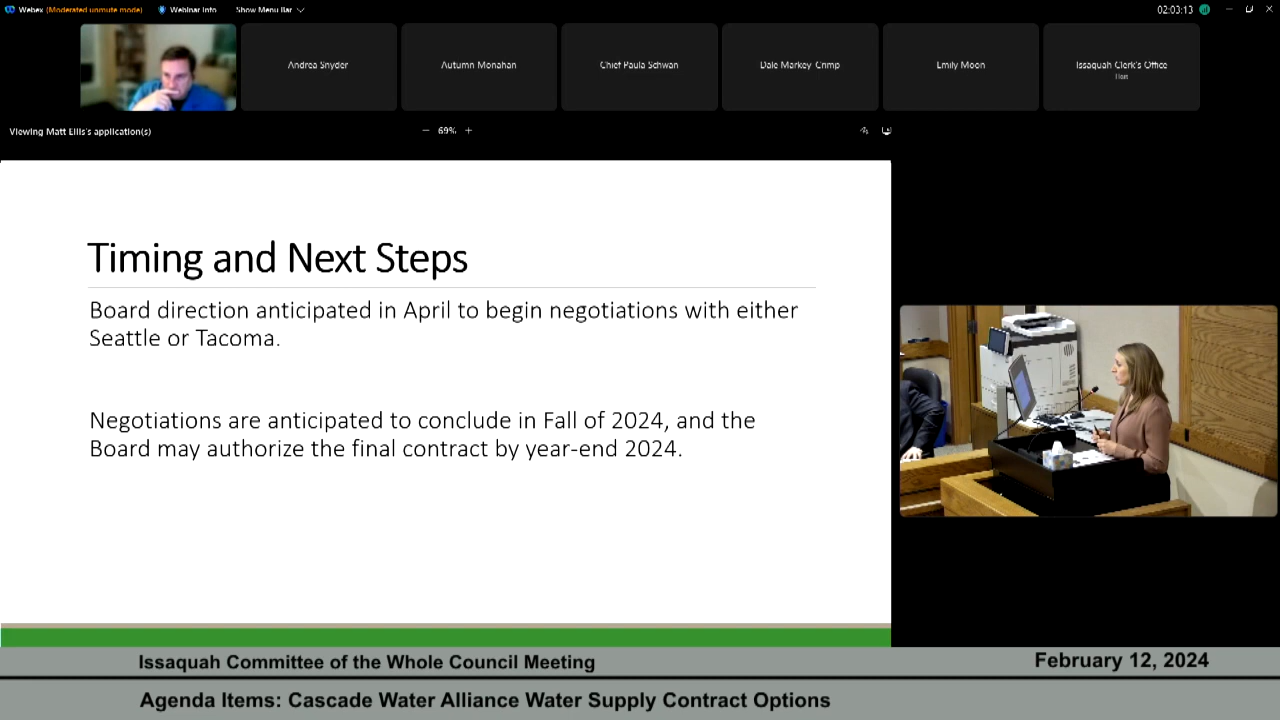 Webex (Moderated unmute mode) Webinar Info Show Menu Bar 02:03:13
Andrea Snyder
Autumn Monahan
Chief Paula Schwan
Dale Markey-Crimp
Emily Moon
Issaquah Clerk's Office
Host
Viewing Matt Ellis's application(s) 69%
Timing and Next Steps
Board direction anticipated in April to begin negotiations with either
Seattle or Tacoma.
Negotiations are anticipated to conclude in Fall of 2024, and the
Board may authorize the final contract by year-end 2024.
Issaquah Committee of the Whole Council Meeting February 12, 2024
Agenda Items: Cascade Water Alliance Water Supply Contract Options